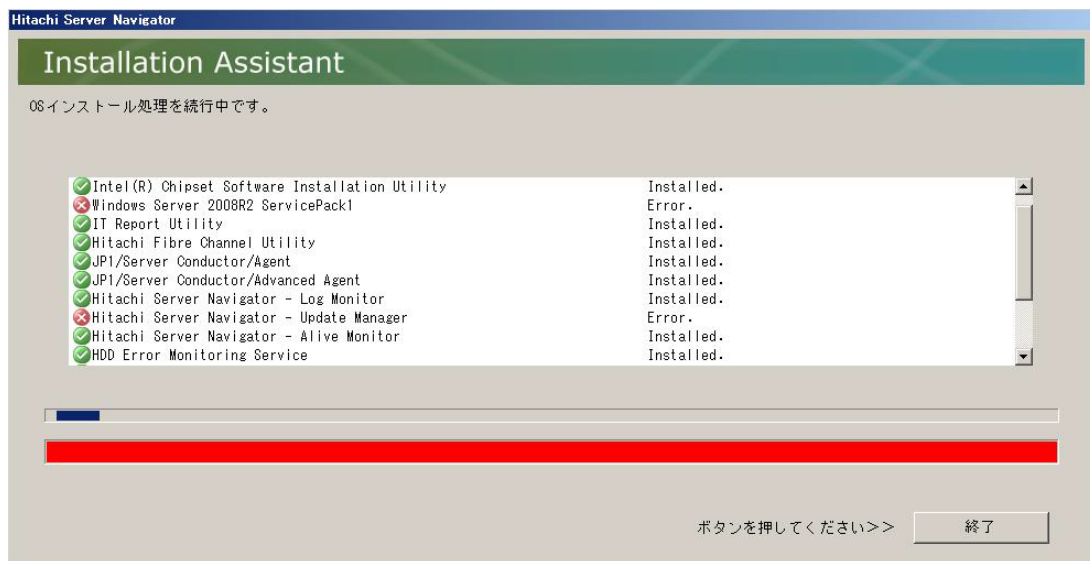 Hitachi Server Navigator
Installation Assistant
OSインストール処理を続行中です。
Intel(R) Chipset Software Installation Utility Installed.
Windows Server 2008R2 ServicePack1 Error.
IT Report Utility Installed.
Hitachi Fibre Channel Utility Installed.
JP1/Server Conductor/Agent Installed.
JP1/Server Conductor/Advanced Agent Installed.
Hitachi Server Navigator - Log Monitor Installed.
Hitachi Server Navigator - Update Manager Error.
Hitachi Server Navigator - Alive Monitor Installed.
HDD Error Monitoring Service Installed.
ボタンを押してください>> 終了